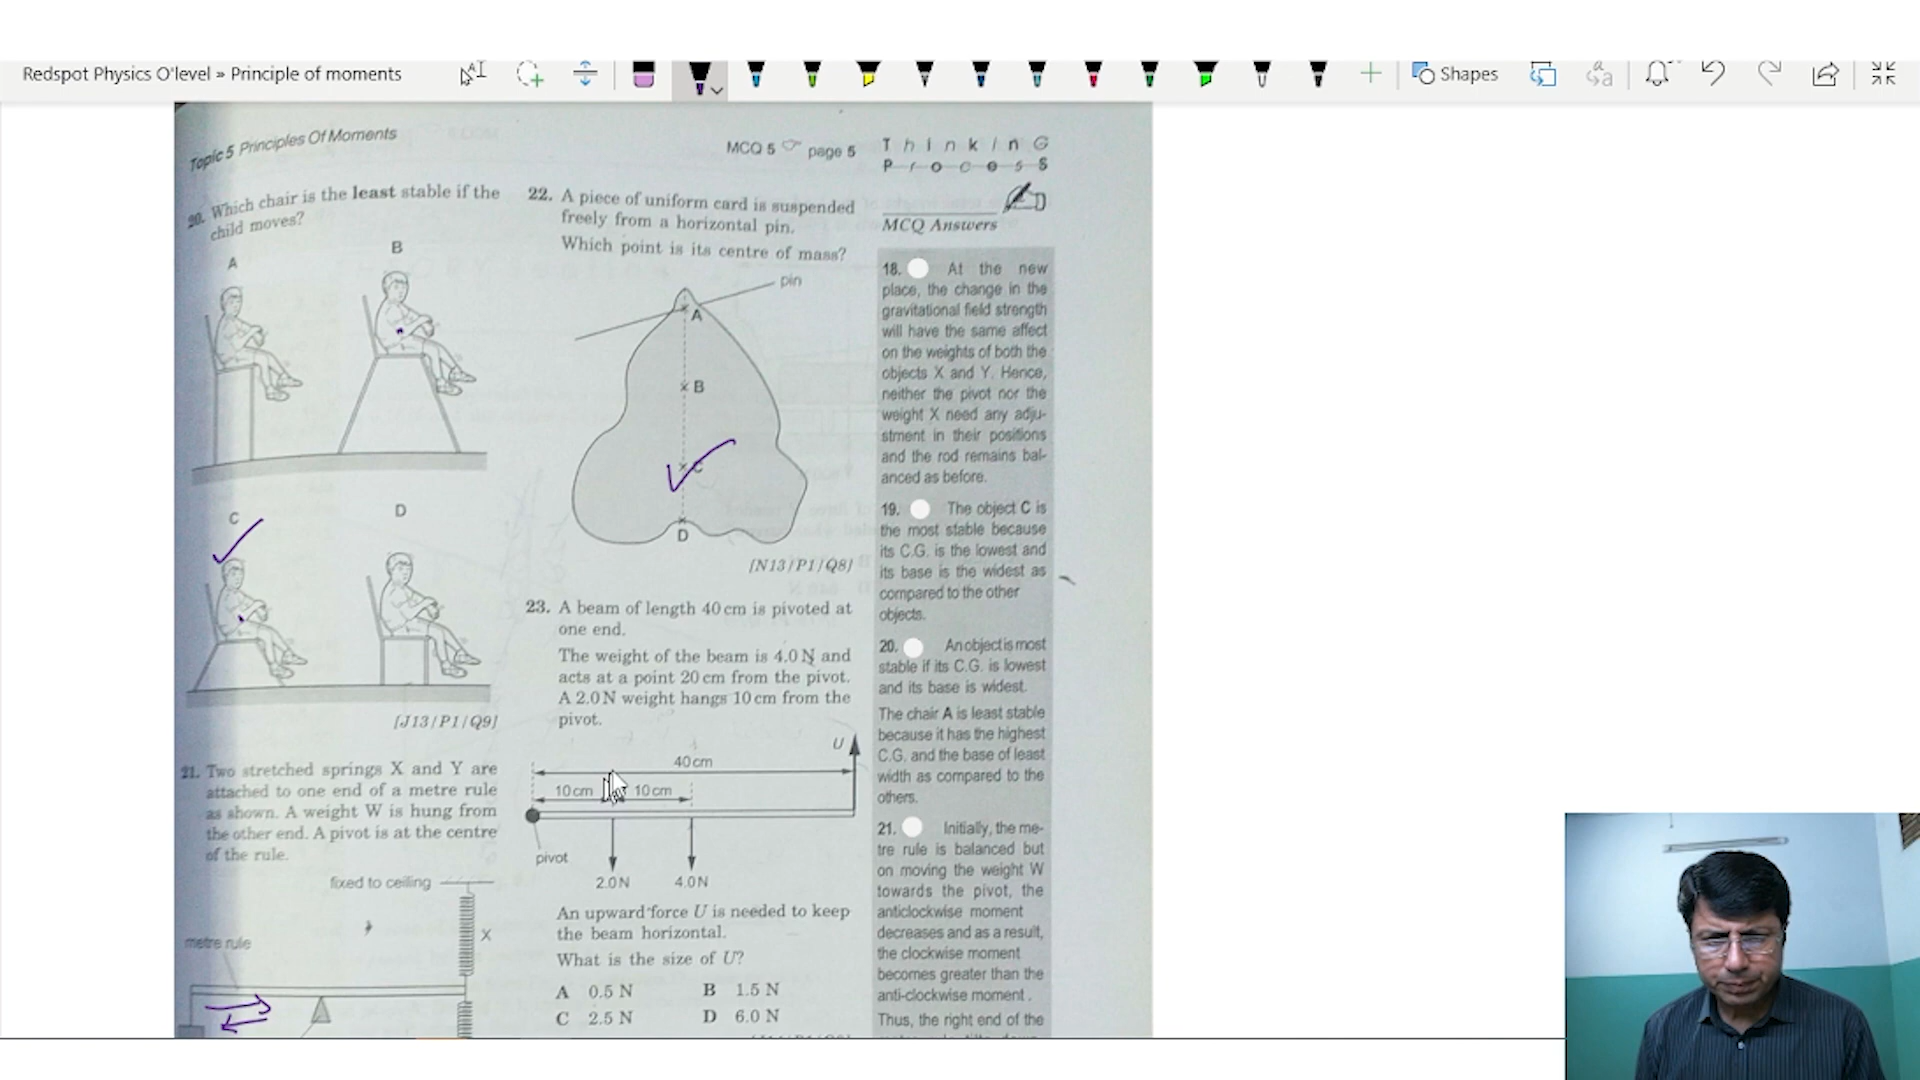 Redspot Physics O'level » Principle of moments
Shapes
Topic 5 Principles Of Moments
MCQ 5 page 5
ThinkinG
ProcesS
20. Which chair is the least stable if the
child moves?
A
B
C
D
[J13/P1/Q9]
21. Two stretched springs X and Y are
attached to one end of a metre rule
as shown. A weight W is hung from
the other end. A pivot is at the centre
of the rule.
fixed to ceiling
X
metre rule
22. A piece of uniform card is suspended
freely from a horizontal pin.
Which point is its centre of mass?
pin
A
B
C
D
[N13/P1/Q8]
23. A beam of length 40 cm is pivoted at
one end.
The weight of the beam is 4.0 N and
acts at a point 20 cm from the pivot.
A 2.0 N weight hangs 10 cm from the
pivot.
U
40 cm
10 cm
10 cm
pivot
2.0 N
4.0 N
An upward force U is needed to keep
the beam horizontal.
What is the size of U?
A 0.5 N B 1.5 N
C 2.5 N D 6.0 N
MCQ Answers
18. At the new
place, the change in the
gravitational field strength
will have the same affect
on the weights of both the
objects X and Y. Hence,
neither the pivot nor the
weight X need any adju-
stment in their positions
and the rod remains bal-
anced as before.
19. The object C is
the most stable because
its C.G. is the lowest and
its base is the widest as
compared to the other
objects.
20. An object is most
stable if its C.G. is lowest
and its base is widest.
The chair A is least stable
because it has the highest
C.G. and the base of least
width as compared to the
others.
21. Initially, the me-
tre rule is balanced but
on moving the weight W
towards the pivot, the
anticlockwise moment
decreases and as a result,
the clockwise moment
becomes greater than the
anti-clockwise moment.
Thus, the right end of the